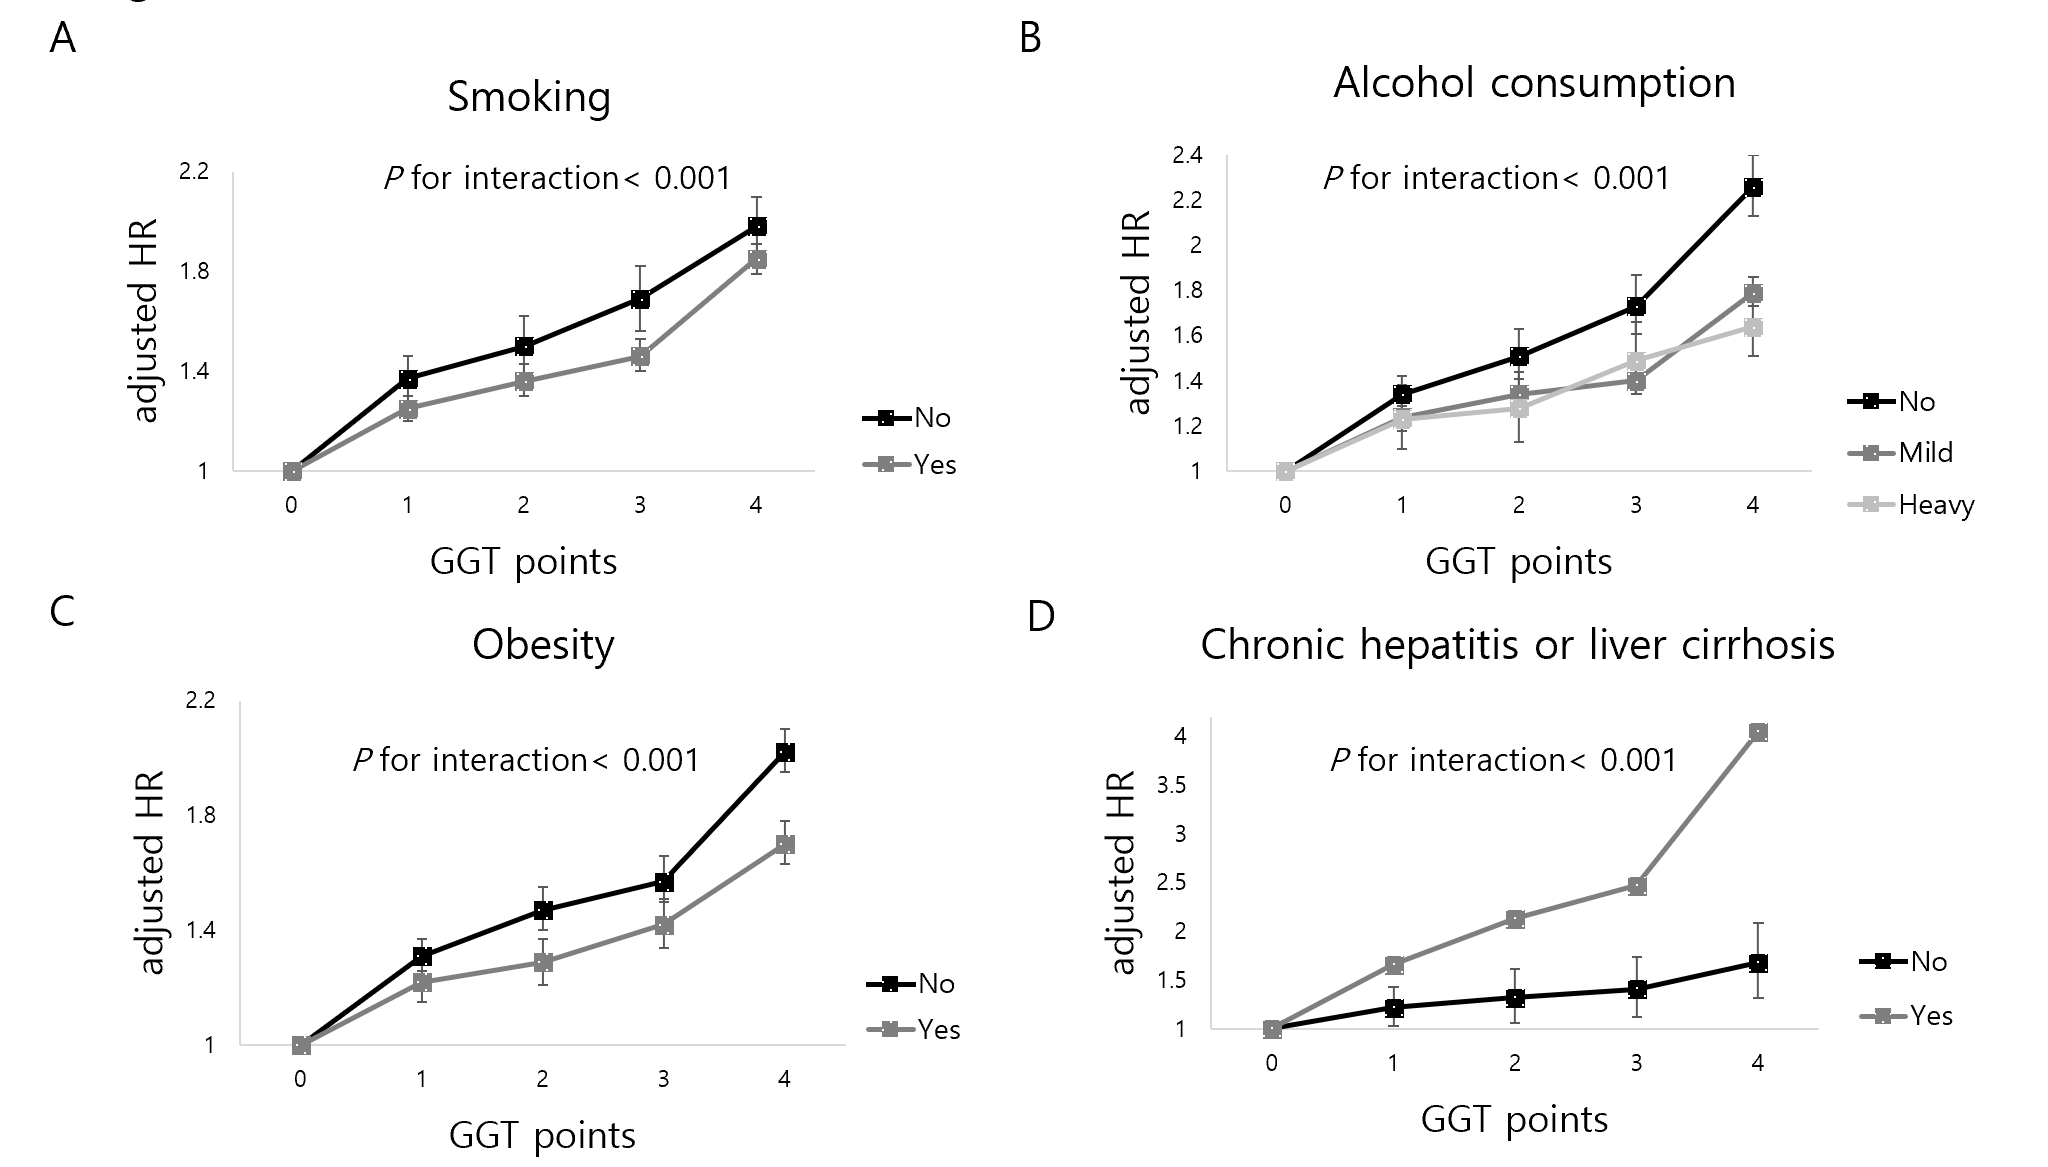 A
Smoking
P for interaction< 0.001
adjusted HR
2.2
1.8
1.4
1
0 1 2 3 4
GGT points
No
Yes
B
Alcohol consumption
P for interaction< 0.001
adjusted HR
2.4
2.2
2
1.8
1.6
1.4
1.2
1
0 1 2 3 4
GGT points
No
Mild
Heavy
C
Obesity
P for interaction< 0.001
adjusted HR
2.2
1.8
1.4
1
0 1 2 3 4
GGT points
No
Yes
D
Chronic hepatitis or liver cirrhosis
P for interaction< 0.001
adjusted HR
4
3.5
3
2.5
2
1.5
1
0 1 2 3 4
GGT points
No
Yes